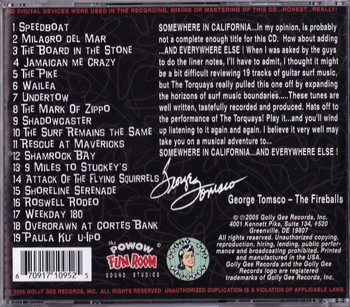 NO DIGITAL DEVICES WERE USED IN THE RECORDING, MIXING OR MASTERING OF THIS CD... HONEST...REALLY!
1 SPEEDBOAT
2 MILAGRO DEL MAR
3 THE BOARD IN THE STONE
4 JAMAICAN ME CRAZY
5 THE PIKE
6 WAILEA
7 UNDERTOW
8 THE MARK OF ZIPPO
9 SHADOWCASTER
10 THE SURF REMAINS THE SAME
11 RESCUE AT MAVERICKS
12 SHAMROCK BAY
13 9 MILES TO STUCKEY'S
14 ATTACK OF THE FLYING SQUIRRELS
15 SHORELINE SERENADE
16 ROSWELL RODEO
17 WEEKDAY 180
18 OVERDRAWN AT CORTES BANK
19 PAULA KU' U-IPO
SOMEWHERE IN CALIFORNIA...In my opinion, is probably
not a complete enough title for this CD. How about adding
...AND EVERYWHERE ELSE ! When I was asked by the guys
to do the liner notes, I'll have to admit, I thought it might
be a bit difficult reviewing 19 tracks of guitar surf music,
but The Torquays really pulled this one off by expanding
the horizons of surf music boundaries....These tunes are
well written, tastefully recorded and produced. Hats off to
the performance of The Torquays! Play it...and you'll wind
up listening to it again and again. I believe it very well may
take you on a musical adventure to...
SOMEWHERE IN CALIFORNIA...AND EVERYWHERE ELSE !
George Tomsco
George Tomsco – The Fireballs
6 70917 10952 5
POWOW
FUN ROOM
SOUND STUDIOS
GOLLY GEE
RECORDS
©2005 Golly Gee Records, Inc.
4001 Kennett Pike, Suite 134, #520
Greenville, DE 19807
All Rights Reserved. Unauthorized copying,
reproduction, hiring, lending, public performance
and broadcasting prohibited. Printed in
U.S.A. Golly Gee Records and the Golly Gee
Records logo are registered
trademarks of Golly Gee Records, Inc.
2005 GOLLY GEE RECORDS, INC. ALL RIGHTS RESERVED. UNAUTHORIZED DUPLICATION IS A VIOLATION OF APPLICABLE LAWS.